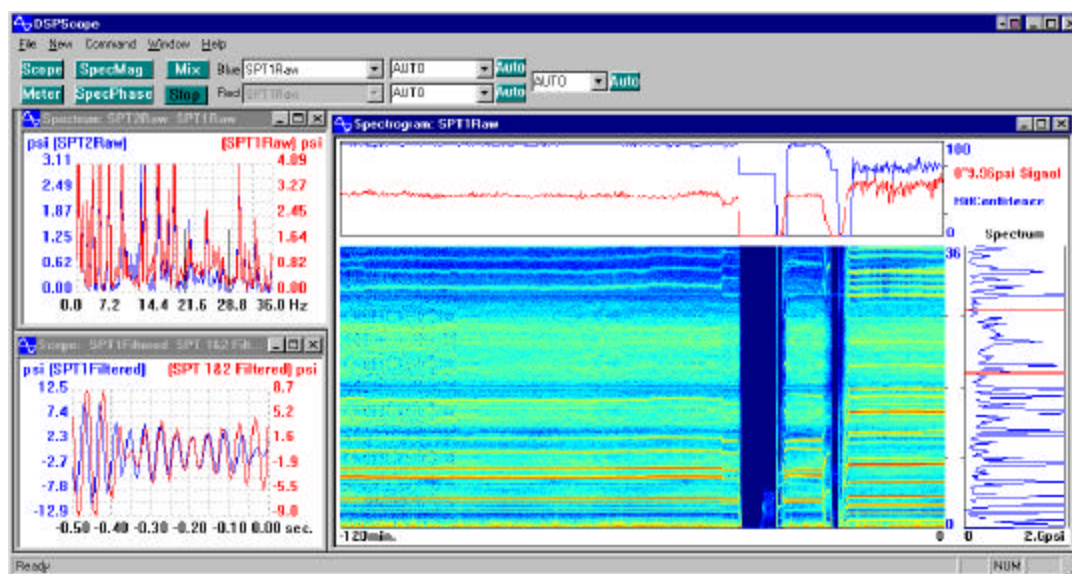 DSPScope
File New Command Window Help
Scope SpecMag Mix Blue SPT1Raw AUTO Auto AUTO Auto
Meter SpecPhase Stop Red SPT1Raw AUTO Auto
Spectrum: SPT2Raw SPT1Raw
psi (SPT2Raw) (SPT1Raw) psi
3.11 4.09
2.49 3.27
1.87 2.45
1.25 1.64
0.62 0.82
0.00 0.00
0.0 7.2 14.4 21.6 28.8 36.0 Hz
Scope: SPT1Filtered SPT 1&2 Filt...
psi (SPT1Filtered) (SPT 1&2 Filtered) psi
12.5 8.7
7.4 5.2
2.3 1.6
-2.7 -1.9
-7.8 -5.5
-12.9 -9.0
-0.50 -0.40 -0.30 -0.20 -0.10 0.00 sec.
Spectrogram: SPT1Raw
100
Signal
0
Spectrum
36
0
-120min. 0 0 2.6psi
Ready NUM